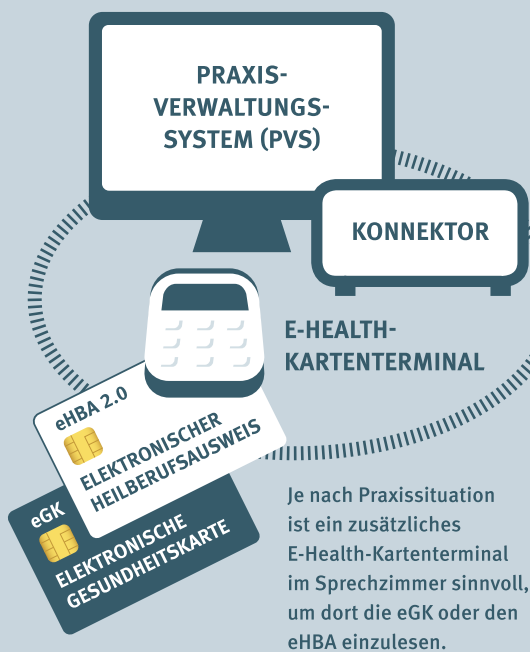 PRAXIS-
VERWALTUNGS-
SYSTEM (PVS)
KONNEKTOR
E-HEALTH-
KARTENTERMINAL
eHBA 2.0
ELEKTRONISCHER
HEILBERUFSAUSWEIS
eGK
ELEKTRONISCHE
GESUNDHEITSKARTE
Je nach Praxissituation
ist ein zusätzliches
E-Health-Kartenterminal
im Sprechzimmer sinnvoll,
um dort die eGK oder den
eHBA einzulesen.